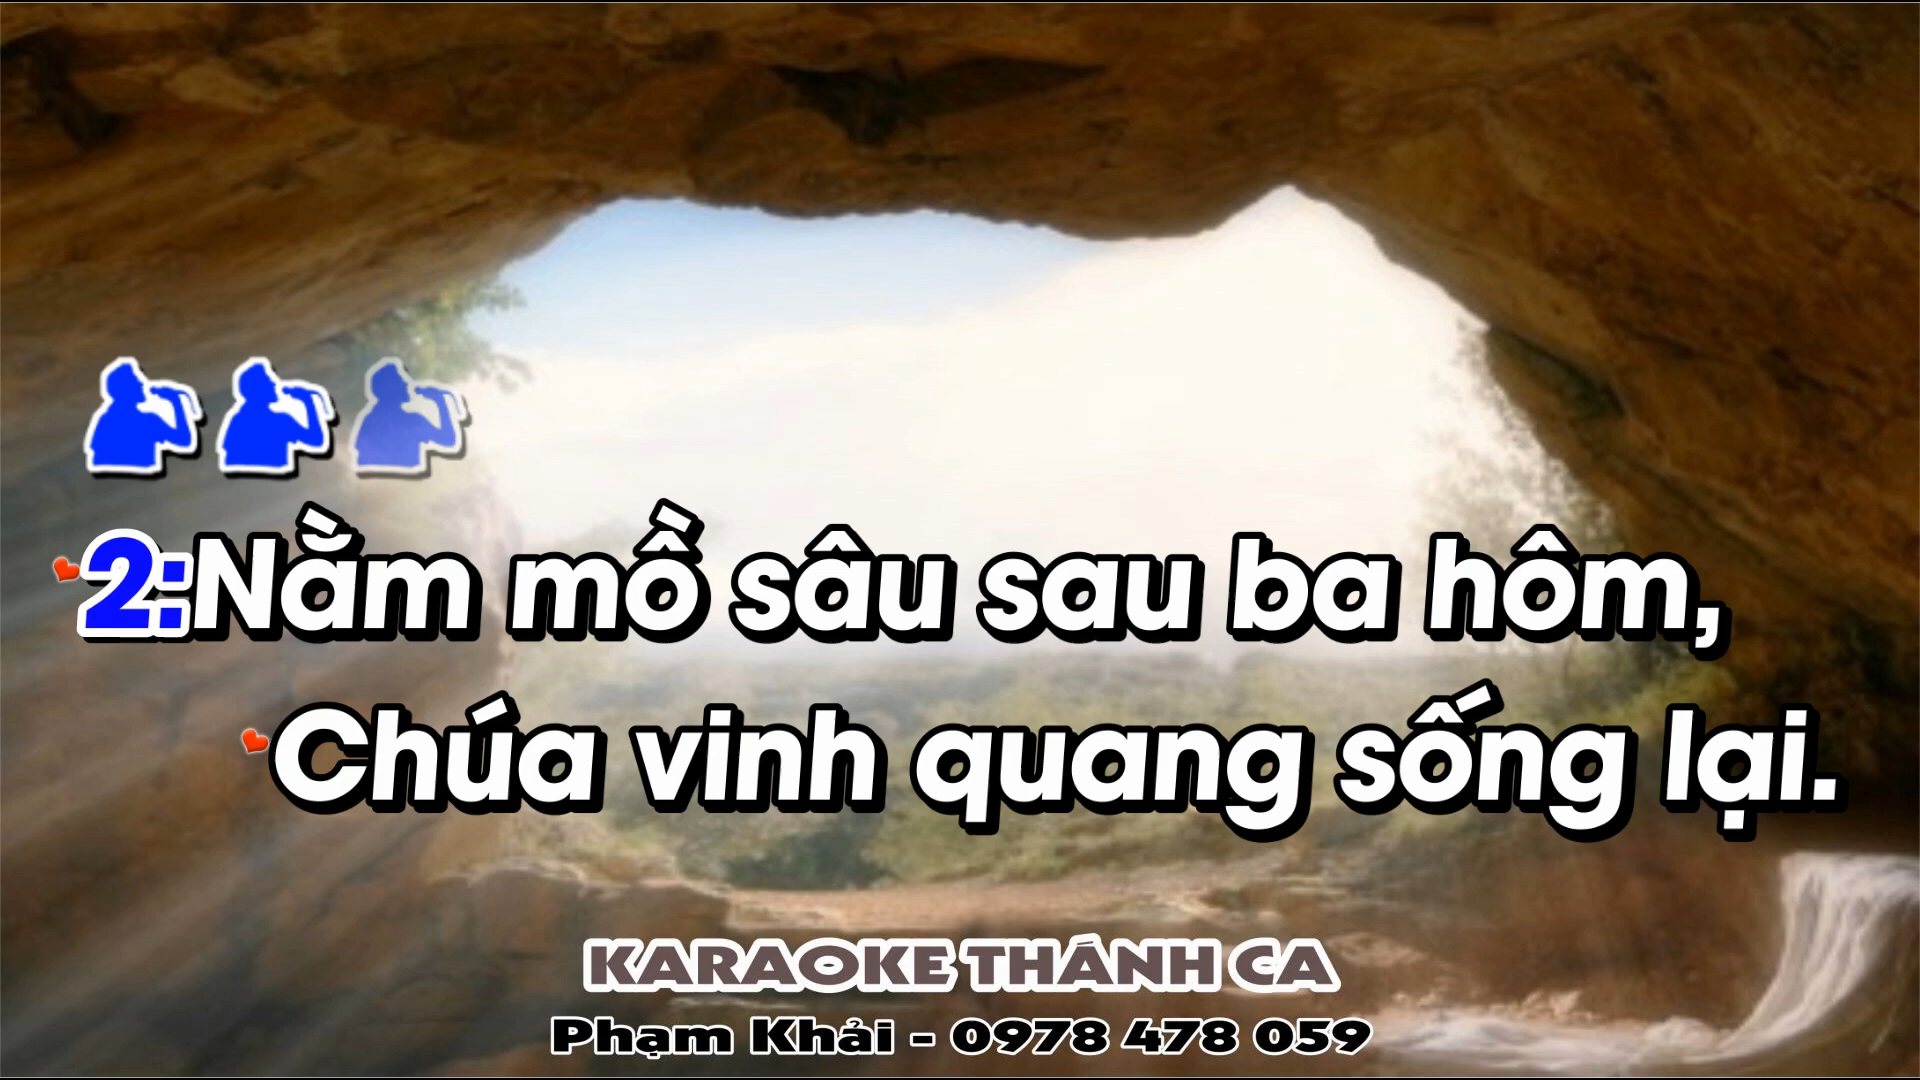 2:Nằm mồ sâu sau ba hôm,
Chúa vinh quang sống lại.
KARAOKE THÁNH CA
Phạm Khải - 0978 478 059